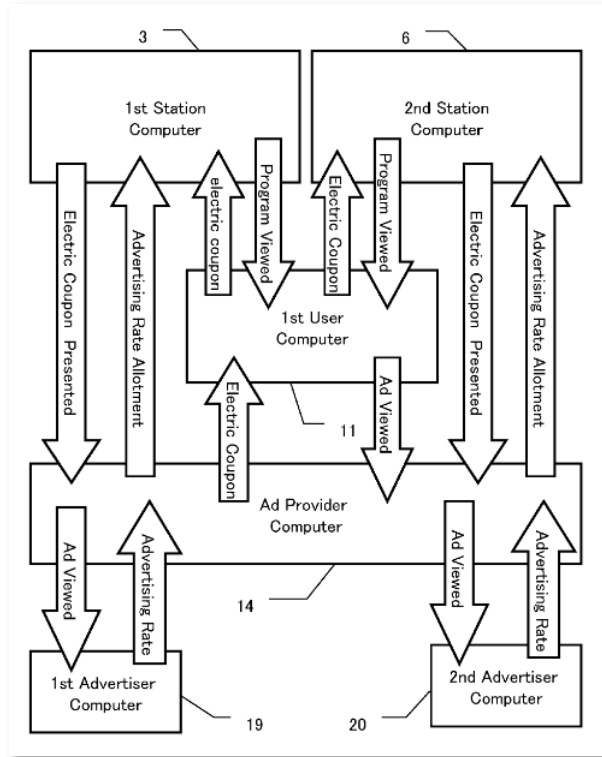 3
6
1st Station
Computer
2nd Station
Computer
Electric Coupon Presented
Advertising Rate Allotment
electric coupon
Program Viewed
Electric Coupon
Program Viewed
Electric Coupon Presented
Advertising Rate Allotment
1st User
Computer
11
Electric Coupon
Ad Viewed
Ad Provider
Computer
14
Ad Viewed
Advertising Rate
Ad Viewed
Advertising Rate
1st Advertiser
Computer
19
2nd Advertiser
Computer
20